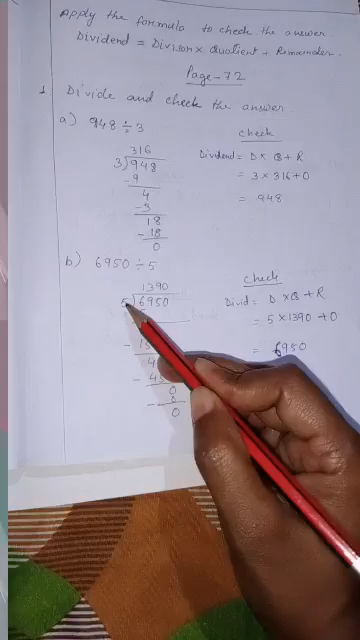 Apply the formula to check the answer
Dividend = Divison × Quotient + Remainder.
Page-72
1 Divide and check the answer.
a) 948 ÷ 3
316
3)948
-9
4
-3
18
-18
0
check
Dividend = D × Q + R
= 3 × 316 + 0
= 948
b) 6950 ÷ 5
1390
5)6950
-
-
0
- 0
0
check
Divid = D × Q + R
= 5 × 1390 + 0
= 6950